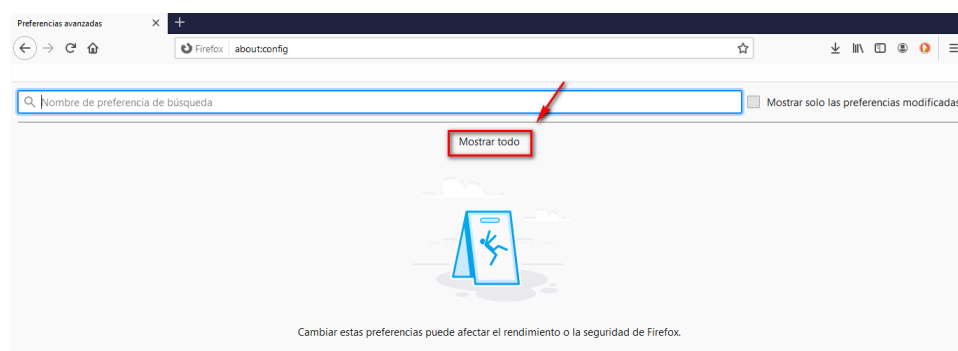 Preferencias avanzadas
Firefox about:config
Nombre de preferencia de búsqueda
Mostrar solo las preferencias modificadas
Mostrar todo
Cambiar estas preferencias puede afectar el rendimiento o la seguridad de Firefox.